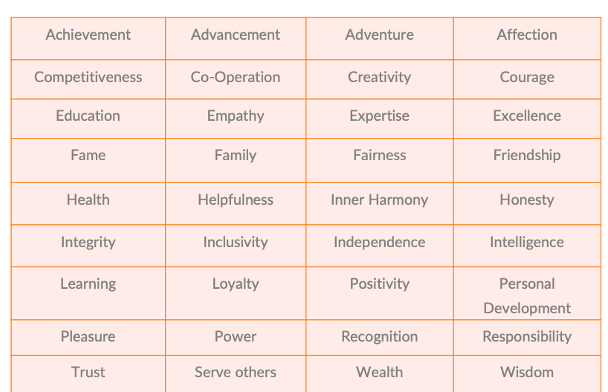 Achievement Advancement Adventure Affection
Competitiveness Co-Operation Creativity Courage
Education Empathy Expertise Excellence
Fame Family Fairness Friendship
Health Helpfulness Inner Harmony Honesty
Integrity Inclusivity Independence Intelligence
Learning Loyalty Positivity Personal
Development
Pleasure Power Recognition Responsibility
Trust Serve others Wealth Wisdom